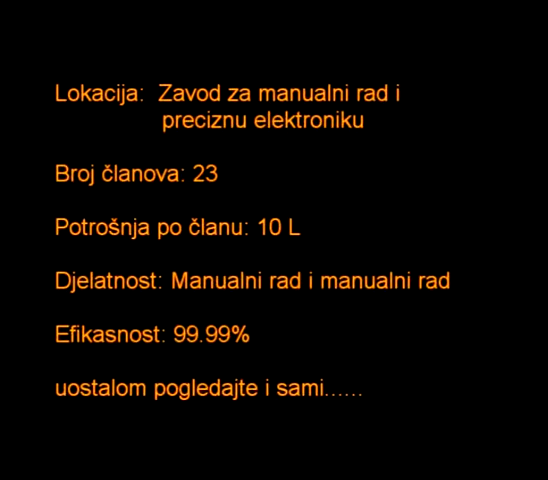 Lokacija: Zavod za manualni rad i
preciznu elektroniku
Broj članova: 23
Potrošnja po članu: 10 L
Djelatnost: Manualni rad i manualni rad
Efikasnost: 99.99%
uostalom pogledajte i sami......